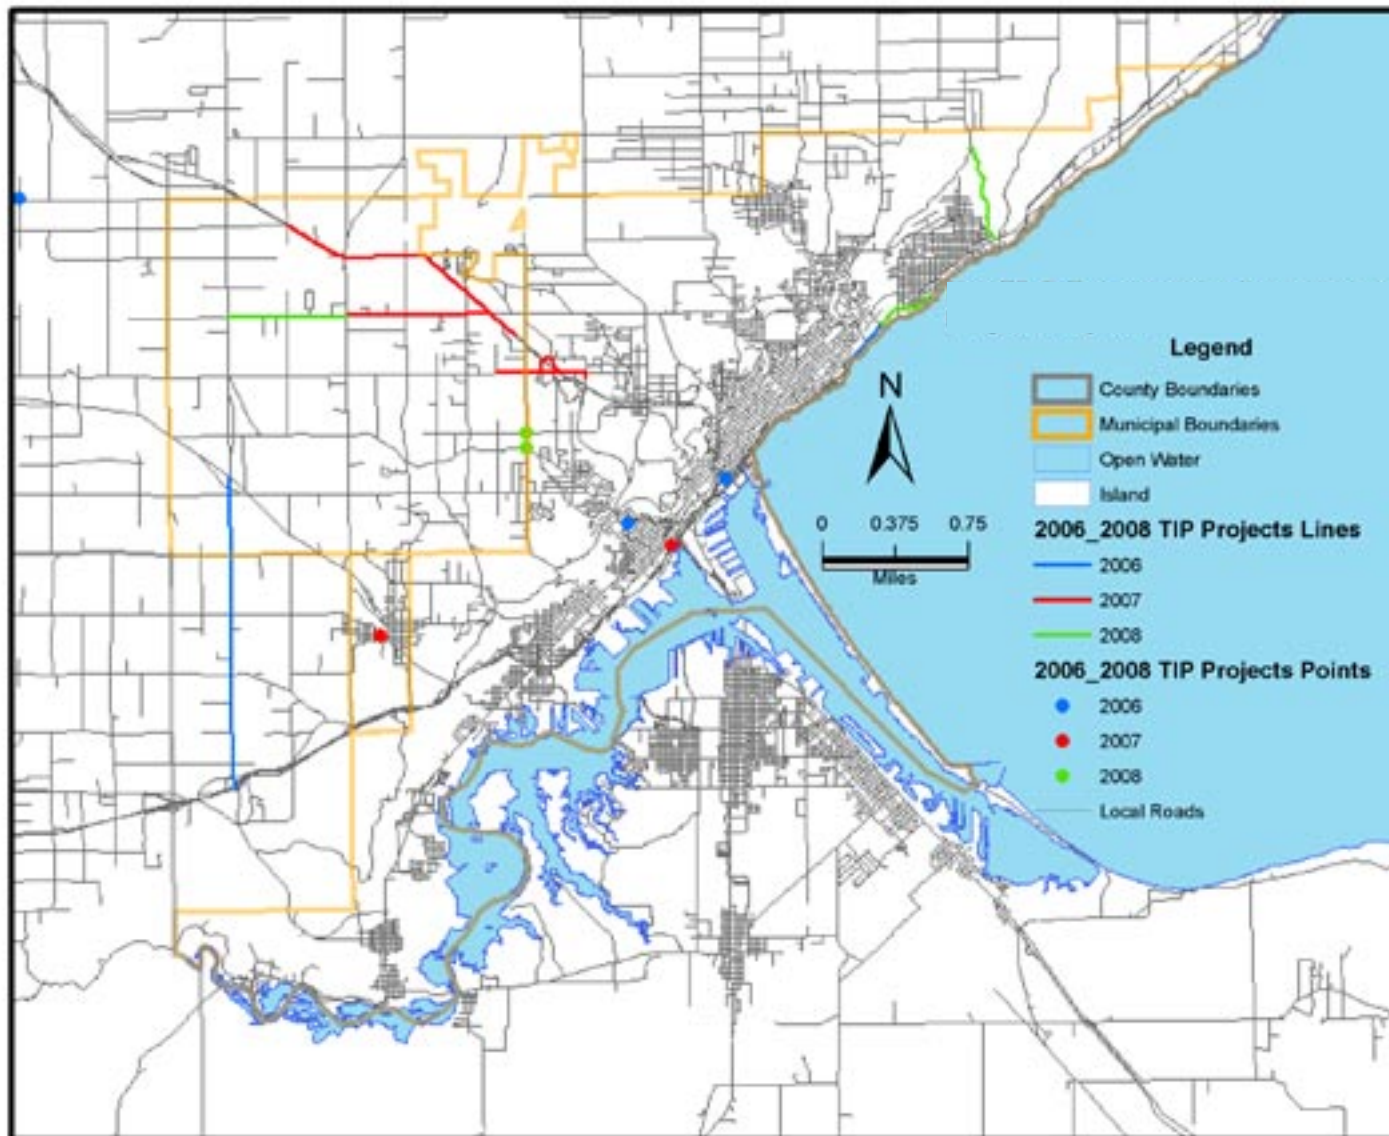 Legend
N
County Boundaries
Municipal Boundaries
Open Water
Island
0 0.375 0.75
Miles
2006_2008 TIP Projects Lines
2006
2007
2008
2006_2008 TIP Projects Points
2006
2007
2008
Local Roads